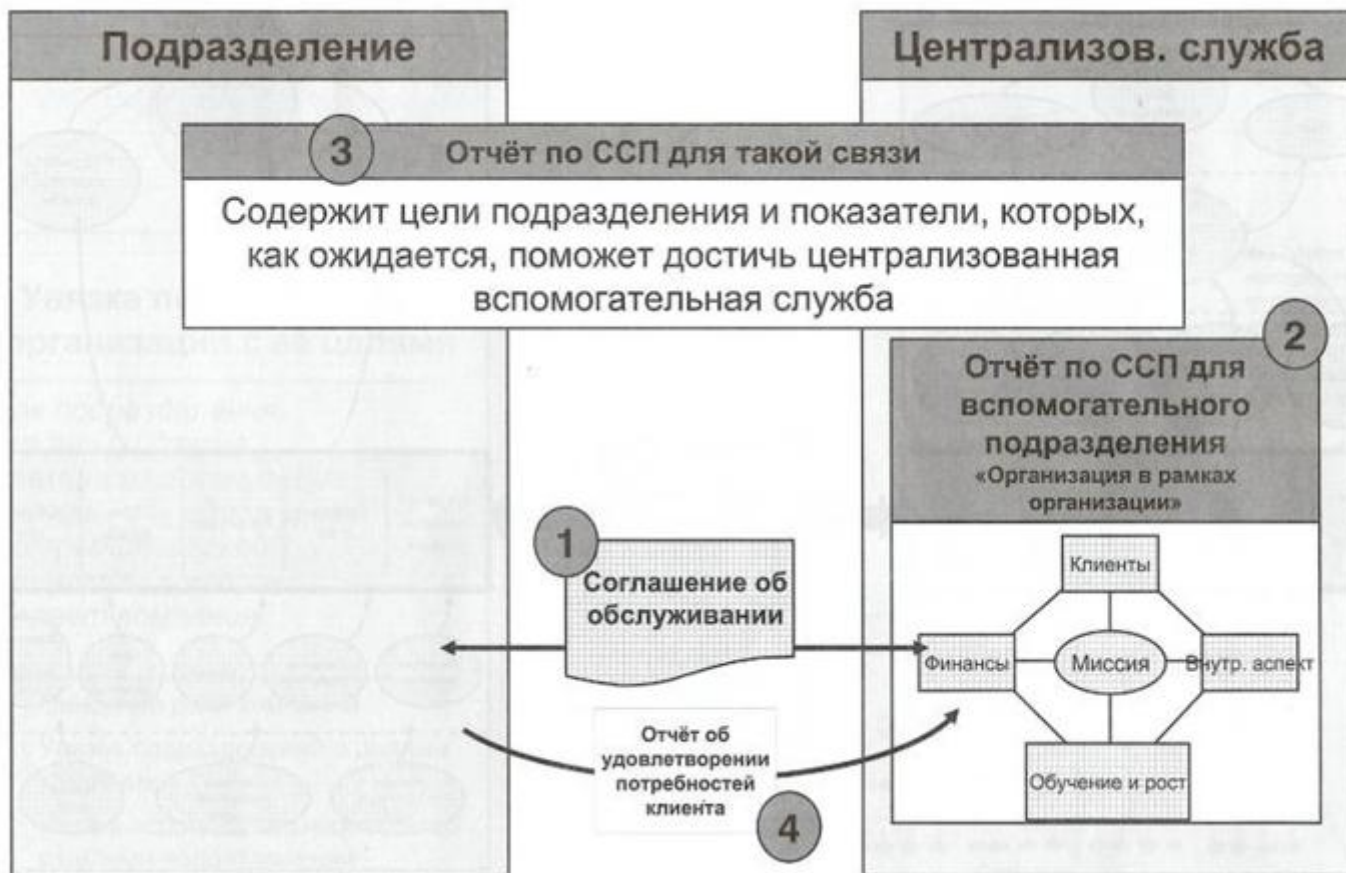 Подразделение
Централизов. служба
3
Отчёт по ССП для такой связи
Содержит цели подразделения и показатели, которых,
как ожидается, поможет достичь централизованная
вспомогательная служба
2
Отчёт по ССП для
вспомогательного
подразделения
«Организация в рамках
организации»
1
Соглашение об
обслуживании
Клиенты
Финансы
Миссия
Внутр. аспект
Обучение и рост
Отчёт об
удовлетворении
потребностей
клиента
4